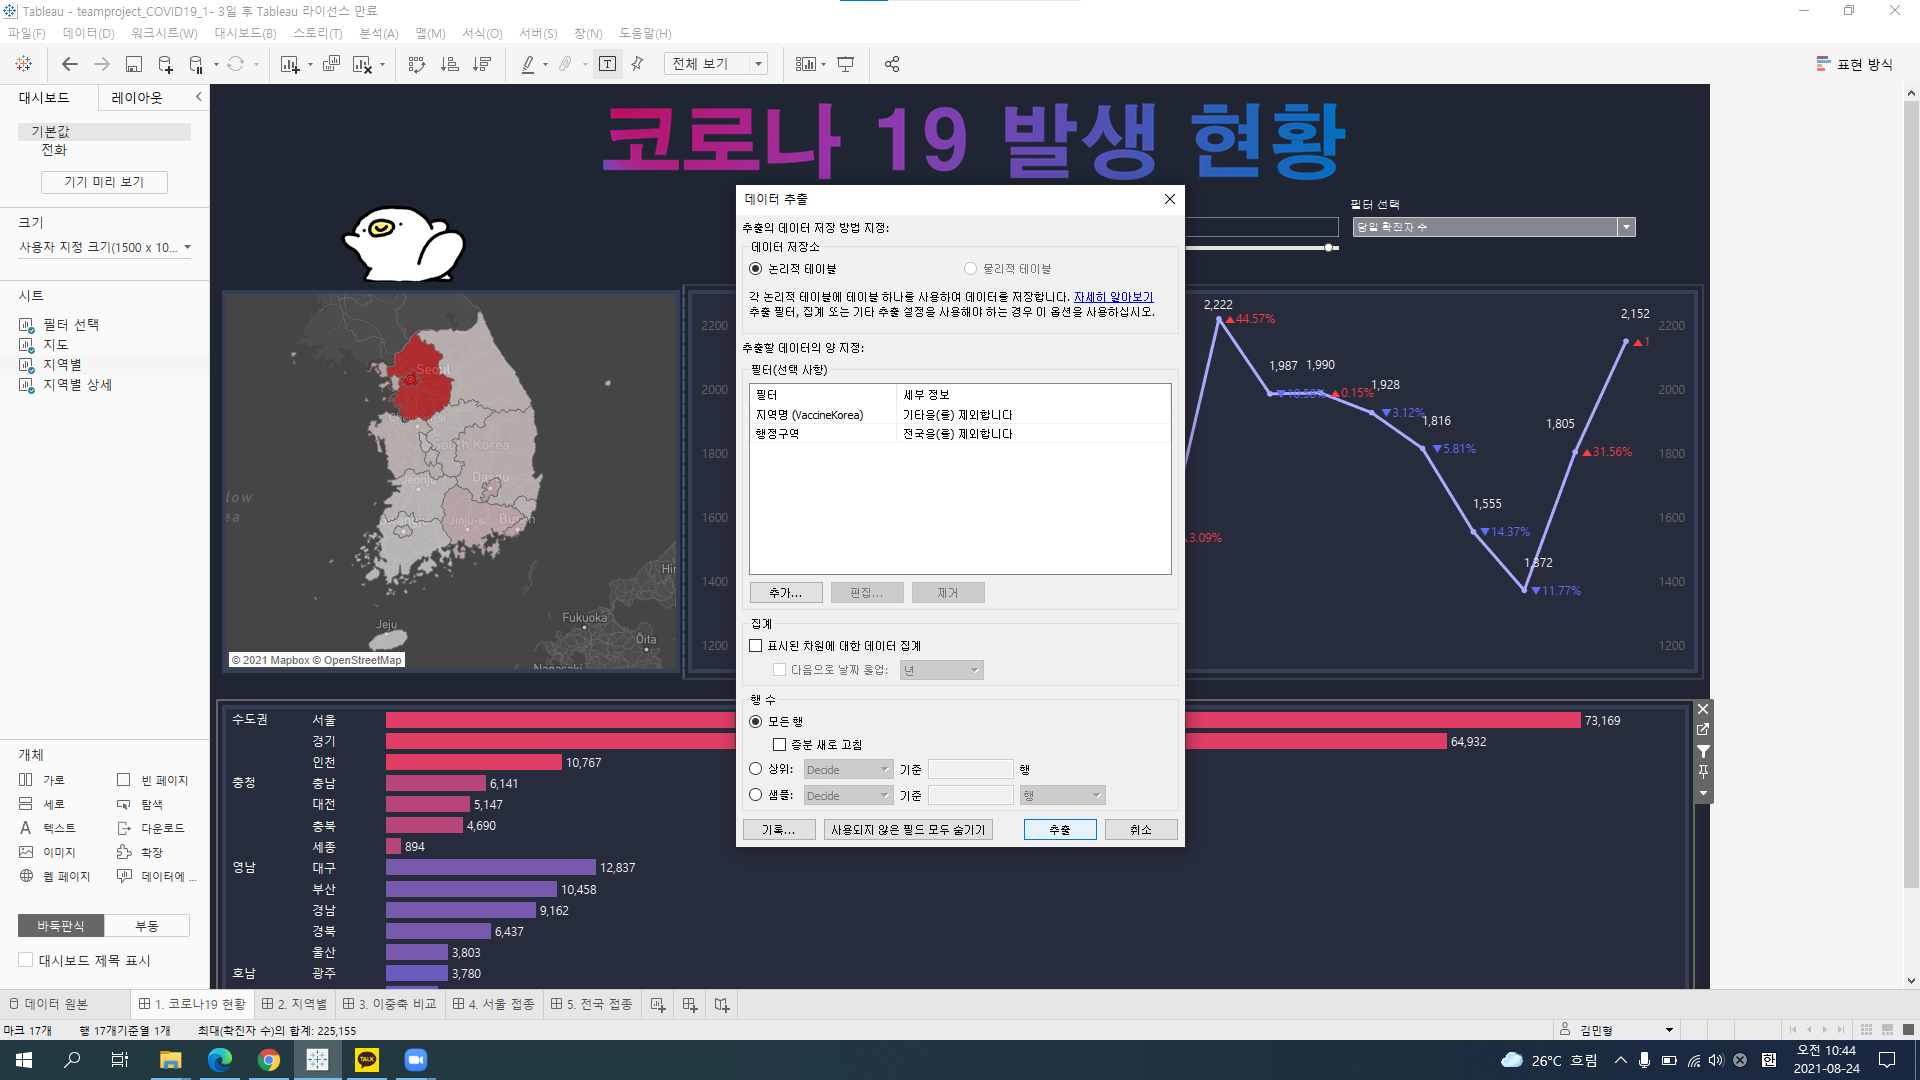 Tableau - teamproject_COVID19_1- 3일 후 Tableau 라이선스 만료
파일(F) 데이터(D) 워크시트(W) 대시보드(B) 스토리(T) 분석(A) 맵(M) 서식(O) 서버(S) 창(N) 도움말(H)
전체 보기
표현 방식
대시보드 레이아웃
기본값
전화
기기 미리 보기
크기
사용자 지정 크기(1500 x 10...
시트
필터 선택
지도
지역별
지역별 상세
개체
가로 빈 페이지
세로 탐색
텍스트 다운로드
이미지 확장
웹 페이지 데이터에 ...
바둑판식 부동
대시보드 제목 표시
코로나 19 발생 현황
필터 선택
당일 확진자 수
Seoul
South Korea
Daegu
Jeonju
Jinju-si
Busan
Jeju
Fukuoka
Oita
Nagasaki
© 2021 Mapbox © OpenStreetMap
2200
2000
1800
1600
1400
1200
2,222
44.57%
1,987
10.58%
1,990
0.15%
1,928
3.12%
1,816
5.81%
1,555
14.37%
1,372
11.77%
1,805
31.56%
2,152
1
3.09%
2200
2000
1800
1600
1400
1200
데이터 추출
추출의 데이터 저장 방법 지정:
데이터 저장소
논리적 테이블 물리적 테이블
각 논리적 테이블에 테이블 하나를 사용하여 데이터를 저장합니다. 자세히 알아보기
추출 필터, 집계 또는 기타 추출 설정을 사용해야 하는 경우 이 옵션을 사용하십시오.
추출할 데이터의 양 지정:
필터(선택 사항)
필터 세부 정보
지역명 (VaccineKorea) 기타을(를) 제외합니다
행정구역 전국을(를) 제외합니다
추가... 편집... 제거
집계
표시된 차원에 대한 데이터 집계
다음으로 날짜 롤업: 년
행 수
모든 행
증분 새로 고침
상위: Decide 기준 행
샘플: Decide 기준 행
기록... 사용되지 않은 필드 모두 숨기기 추출 취소
수도권 서울 73,169
경기 64,932
인천 10,767
충청 충남 6,141
대전 5,147
충북 4,690
세종 894
영남 대구 12,837
부산 10,458
경남 9,162
경북 6,437
울산 3,803
호남 광주 3,780
데이터 원본 1. 코로나19 현황 2. 지역별 3. 이중축 비교 4. 서울 접종 5. 전국 접종
마크 17개 행 17개기준열 1개 최대(확진자 수)의 합계: 225,155
김민형
TALK
26°C 흐림
한
오전 10:44
2021-08-24